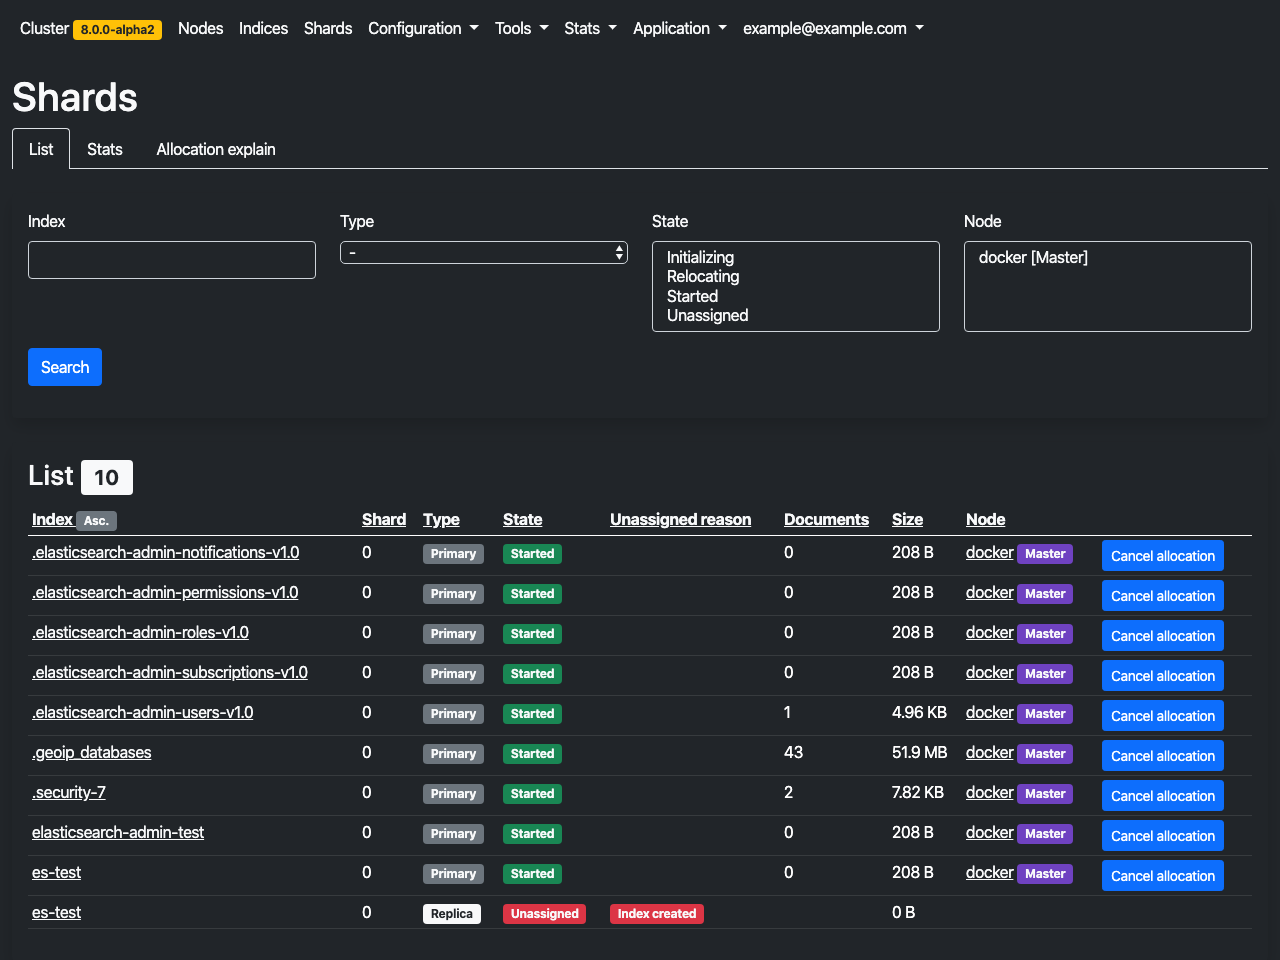 Cluster 8.0.0-alpha2 Nodes Indices Shards Configuration Tools Stats Application example@example.com
Shards
List Stats Allocation explain
Index Type State Node
-
Initializing
Relocating
Started
Unassigned
docker [Master]
Search
List 10
Index Asc. Shard Type State Unassigned reason Documents Size Node
.elasticsearch-admin-notifications-v1.0 0 Primary Started 0 208 B docker Master Cancel allocation
.elasticsearch-admin-permissions-v1.0 0 Primary Started 0 208 B docker Master Cancel allocation
.elasticsearch-admin-roles-v1.0 0 Primary Started 0 208 B docker Master Cancel allocation
.elasticsearch-admin-subscriptions-v1.0 0 Primary Started 0 208 B docker Master Cancel allocation
.elasticsearch-admin-users-v1.0 0 Primary Started 1 4.96 KB docker Master Cancel allocation
.geoip_databases 0 Primary Started 43 51.9 MB docker Master Cancel allocation
.security-7 0 Primary Started 2 7.82 KB docker Master Cancel allocation
elasticsearch-admin-test 0 Primary Started 0 208 B docker Master Cancel allocation
es-test 0 Primary Started 0 208 B docker Master Cancel allocation
es-test 0 Replica Unassigned Index created 0 B